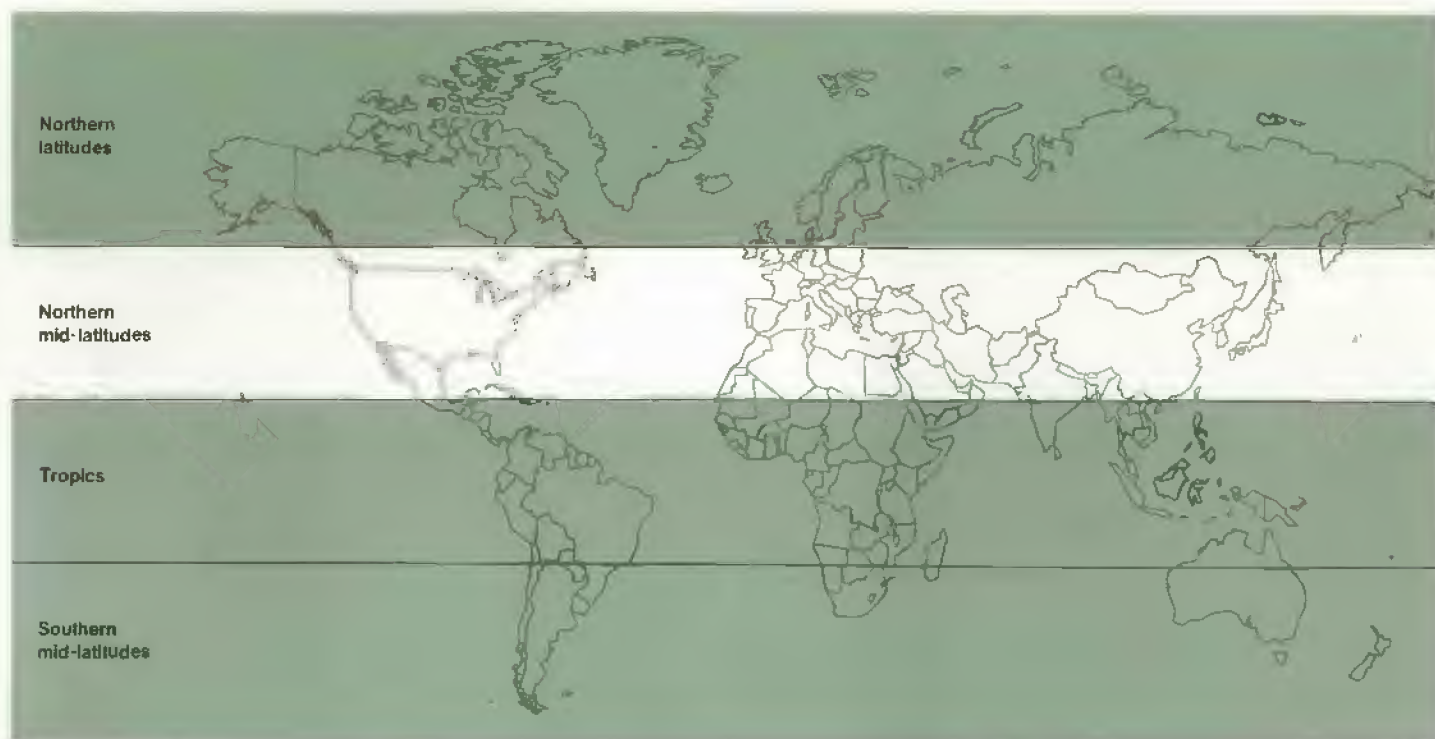 Northern
latitudes
Northern
mid-latitudes
Tropics
Southern
mid-latitudes